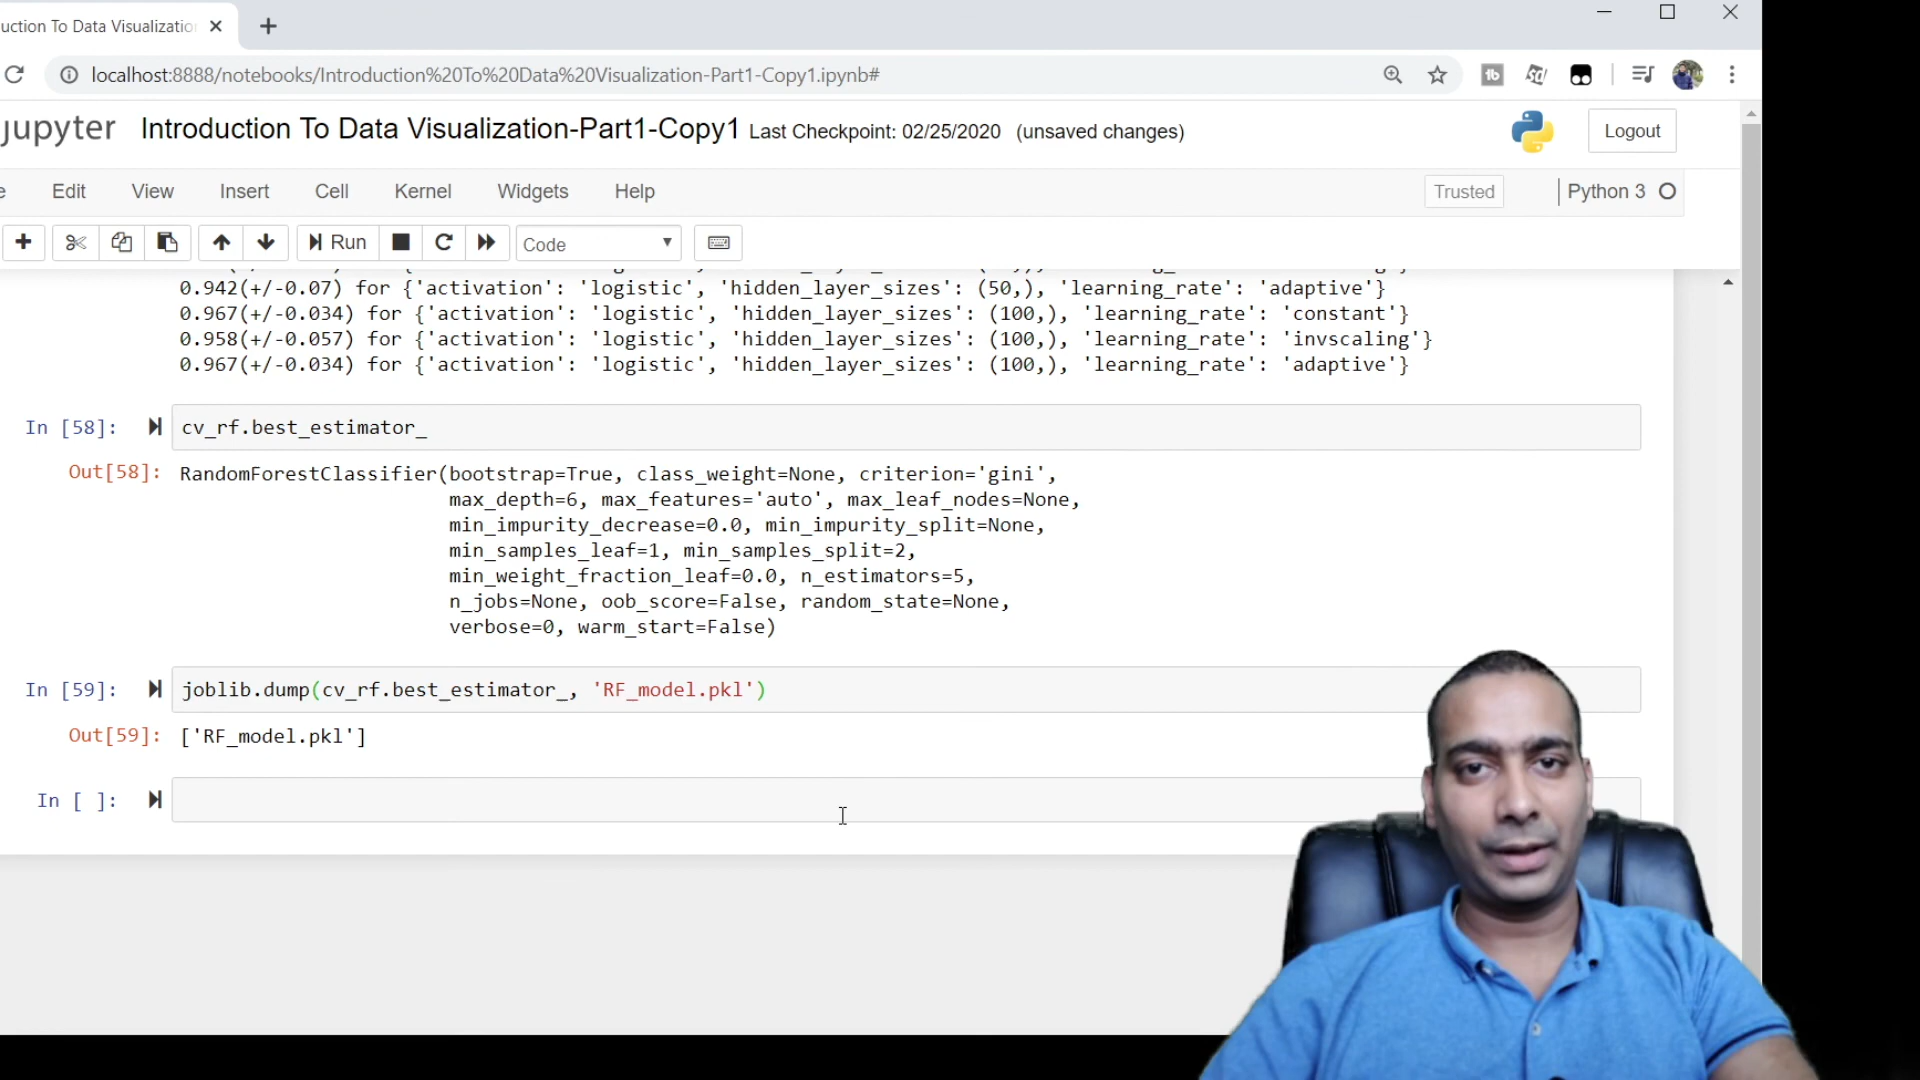 uction To Data Visualizatio
localhost:8888/notebooks/Introduction%20To%20Data%20Visualization-Part1-Copy1.ipynb#
jupyter Introduction To Data Visualization-Part1-Copy1 Last Checkpoint: 02/25/2020 (unsaved changes)
Logout
e Edit View Insert Cell Kernel Widgets Help Trusted Python 3
Run Code
0.942(+/-0.07) for {'activation': 'logistic', 'hidden_layer_sizes': (50,), 'learning_rate': 'adaptive'}
0.967(+/-0.034) for {'activation': 'logistic', 'hidden_layer_sizes': (100,), 'learning_rate': 'constant'}
0.958(+/-0.057) for {'activation': 'logistic', 'hidden_layer_sizes': (100,), 'learning_rate': 'invscaling'}
0.967(+/-0.034) for {'activation': 'logistic', 'hidden_layer_sizes': (100,), 'learning_rate': 'adaptive'}
In [58]: cv_rf.best_estimator_
Out[58]: RandomForestClassifier(bootstrap=True, class_weight=None, criterion='gini',
max_depth=6, max_features='auto', max_leaf_nodes=None,
min_impurity_decrease=0.0, min_impurity_split=None,
min_samples_leaf=1, min_samples_split=2,
min_weight_fraction_leaf=0.0, n_estimators=5,
n_jobs=None, oob_score=False, random_state=None,
verbose=0, warm_start=False)
In [59]: joblib.dump(cv_rf.best_estimator_, 'RF_model.pkl')
Out[59]: ['RF_model.pkl']
In [ ]: